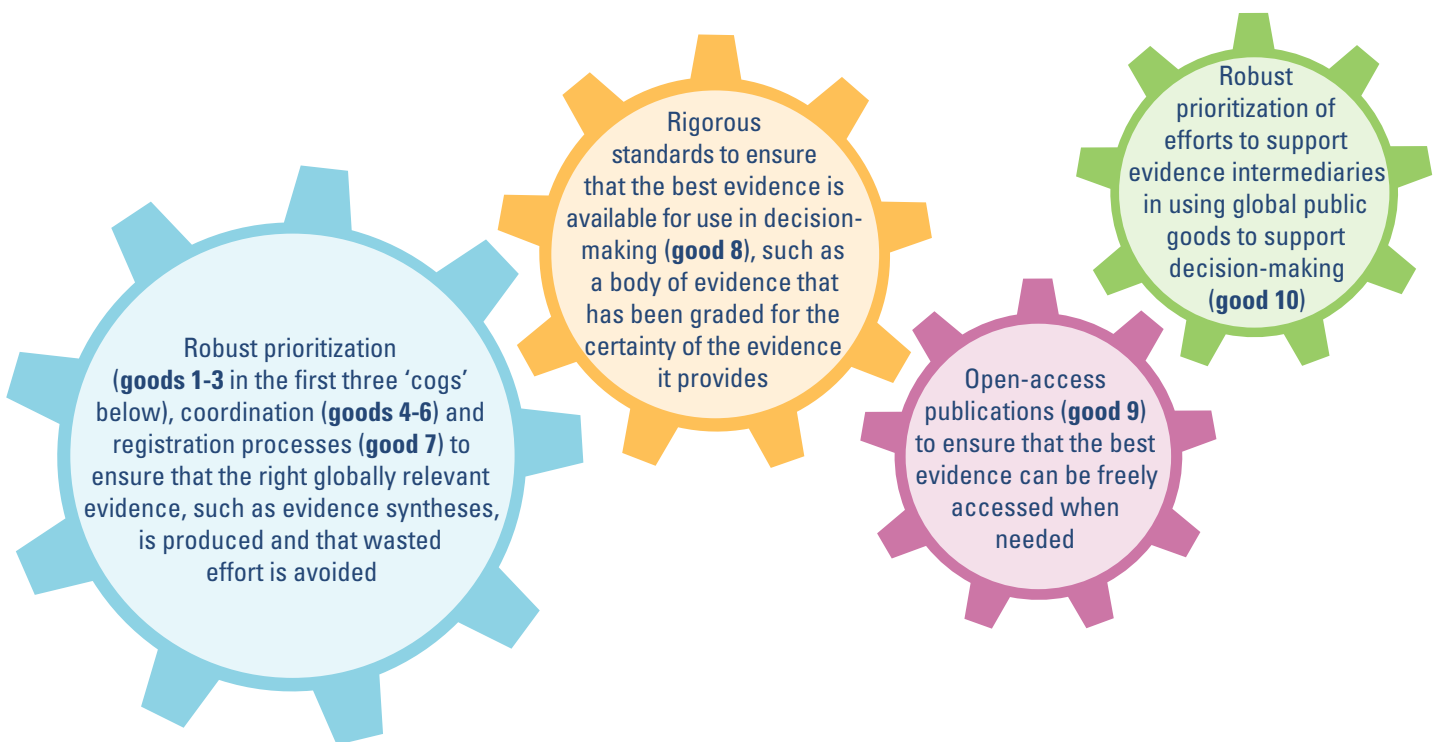 Robust prioritization
(goods 1-3 in the first three ‘cogs’
below), coordination (goods 4-6) and
registration processes (good 7) to
ensure that the right globally relevant
evidence, such as evidence syntheses,
is produced and that wasted
effort is avoided
Rigorous
standards to ensure
that the best evidence is
available for use in decision-
making (good 8), such as
a body of evidence that
has been graded for the
certainty of the evidence
it provides
Open-access
publications (good 9)
to ensure that the best
evidence can be freely
accessed when
needed
Robust
prioritization of
efforts to support
evidence intermediaries
in using global public
goods to support
decision-making
(good 10)